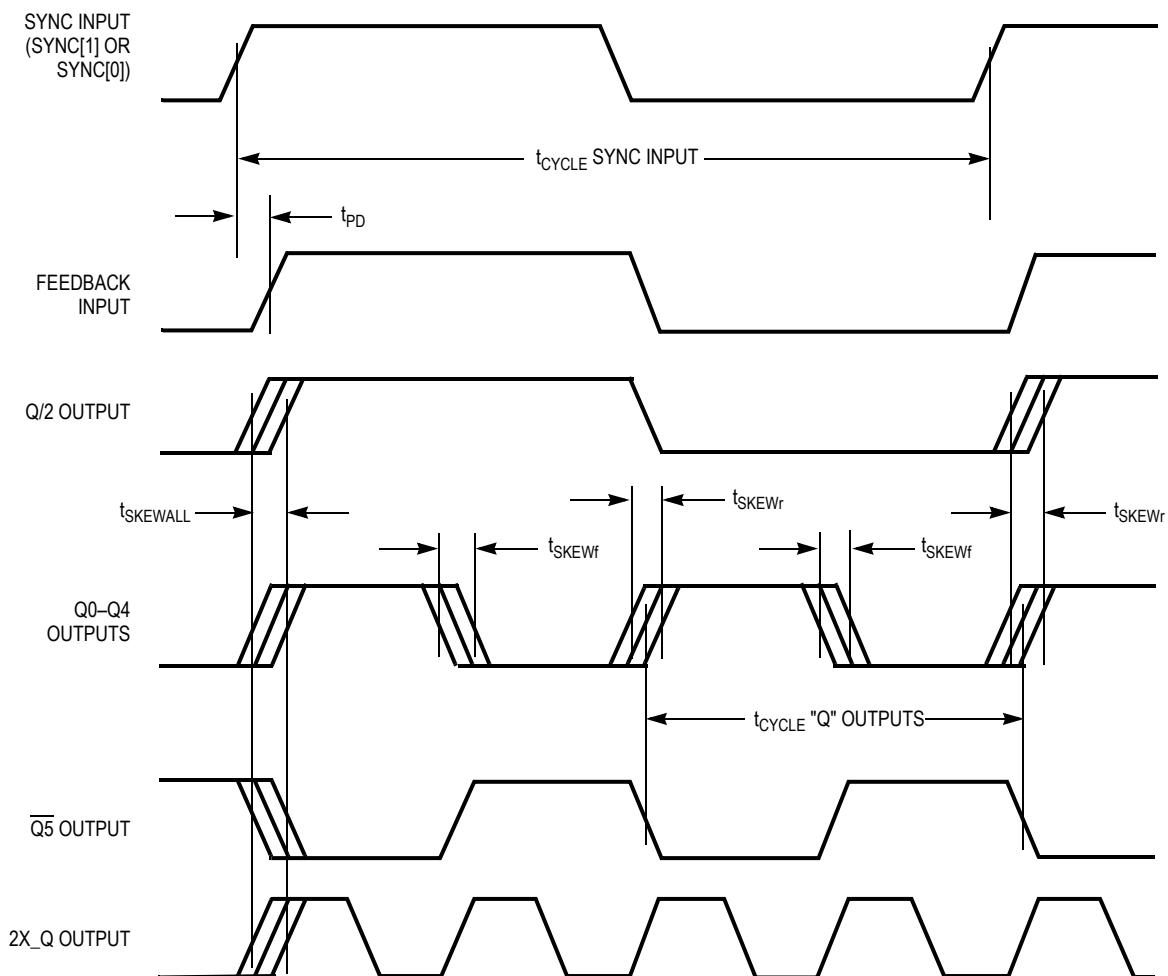 SYNC INPUT
(SYNC[1] OR
SYNC[0])
tCYCLE SYNC INPUT
tPD
FEEDBACK
INPUT
Q/2 OUTPUT
tSKEWALL
tSKEWf
tSKEWr
tSKEWf
tSKEWr
Q0–Q4
OUTPUTS
tCYCLE "Q" OUTPUTS
Q5 OUTPUT
2X_Q OUTPUT